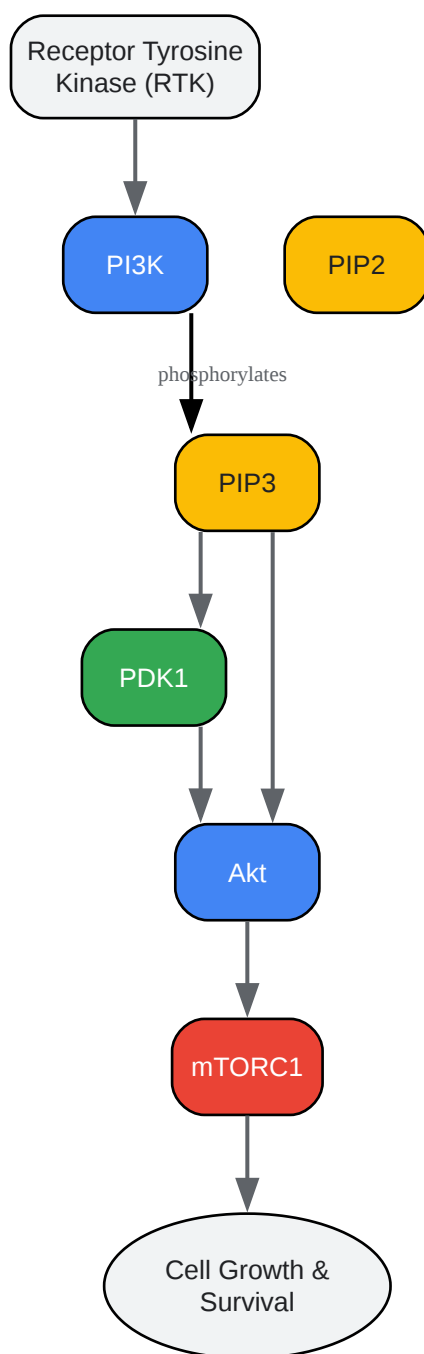 Receptor Tyrosine
Kinase (RTK)
PI3K
PIP2
phosphorylates
PIP3
PDK1
Akt
mTORC1
Cell Growth &
Survival